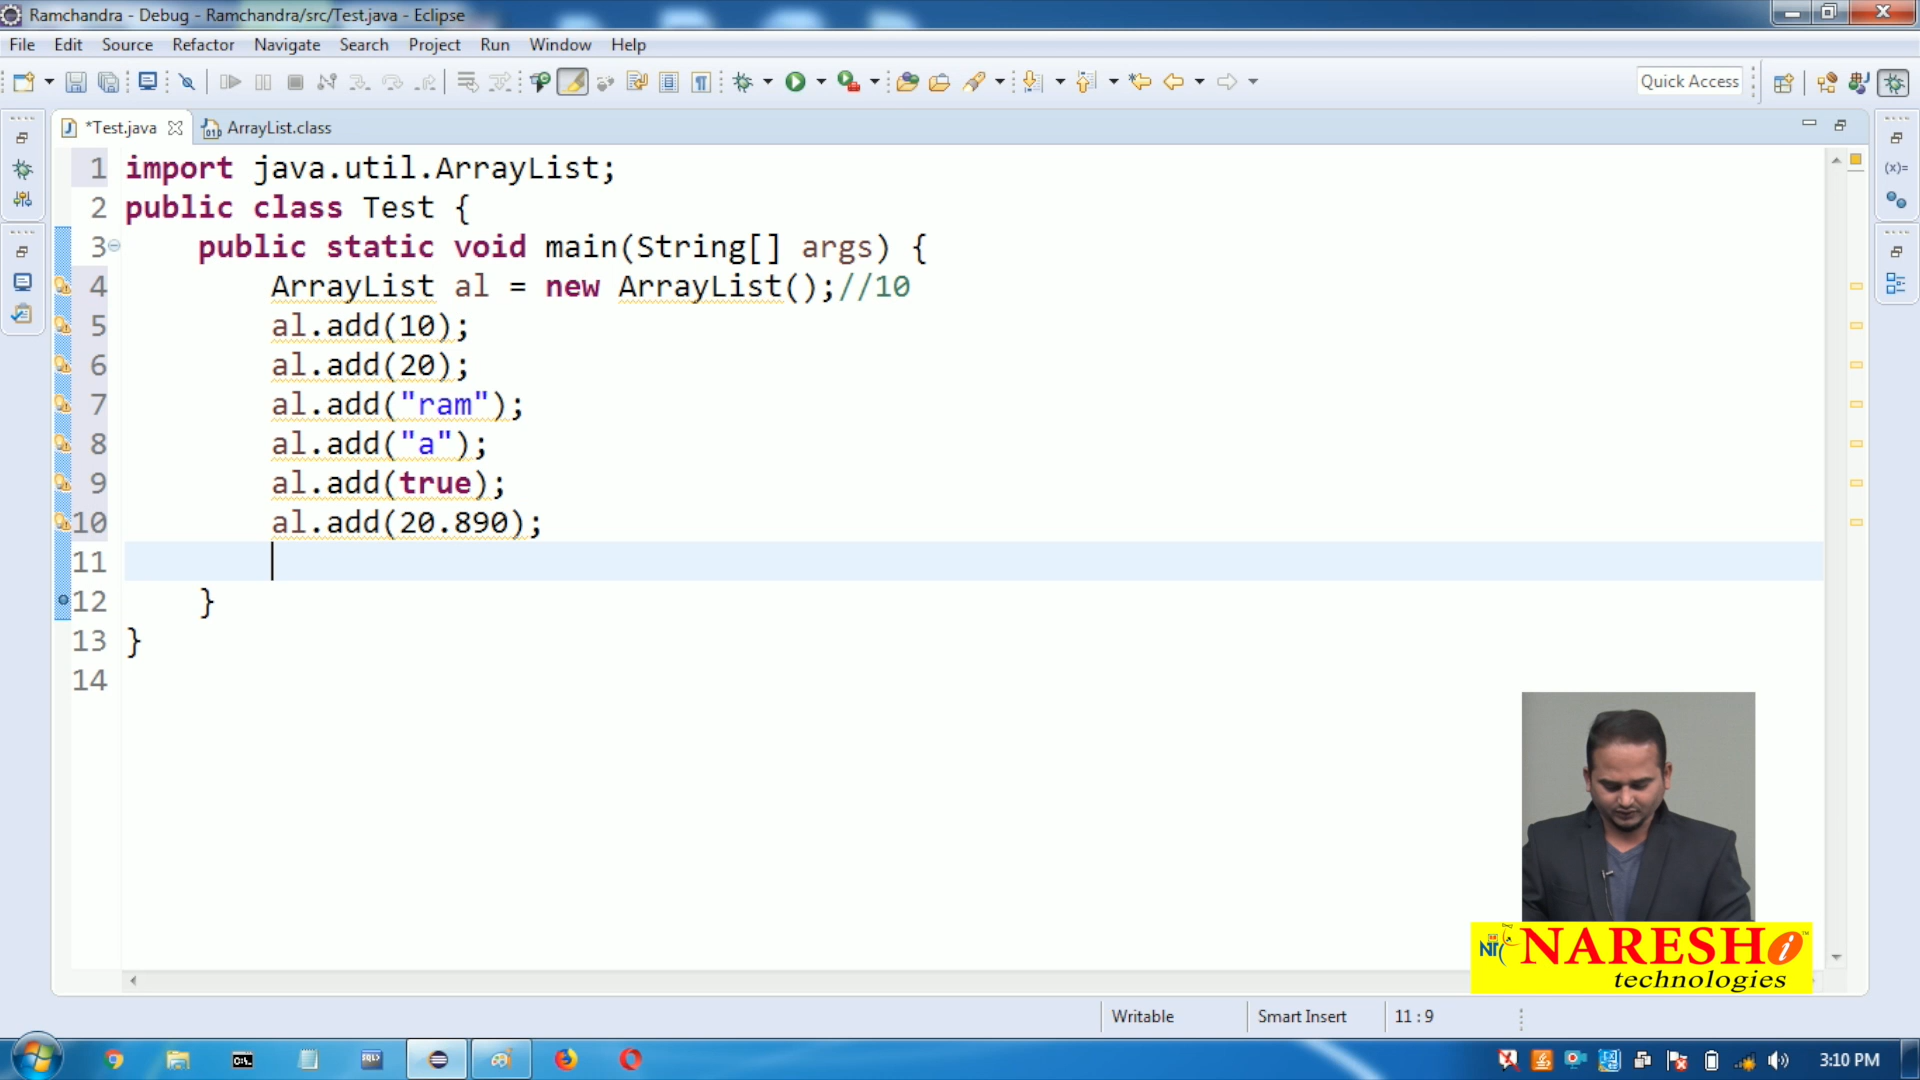 Ramchandra - Debug - Ramchandra/src/Test.java - Eclipse
File Edit Source Refactor Navigate Search Project Run Window Help
Quick Access
*Test.java ArrayList.class
1 import java.util.ArrayList;
2 public class Test {
3 public static void main(String[] args) {
4 ArrayList al = new ArrayList();//10
5 al.add(10);
6 al.add(20);
7 al.add("ram");
8 al.add("a");
9 al.add(true);
10 al.add(20.890);
11
12 }
13 }
14
NARESH i
technologies
Writable Smart Insert 11 : 9
3:10 PM